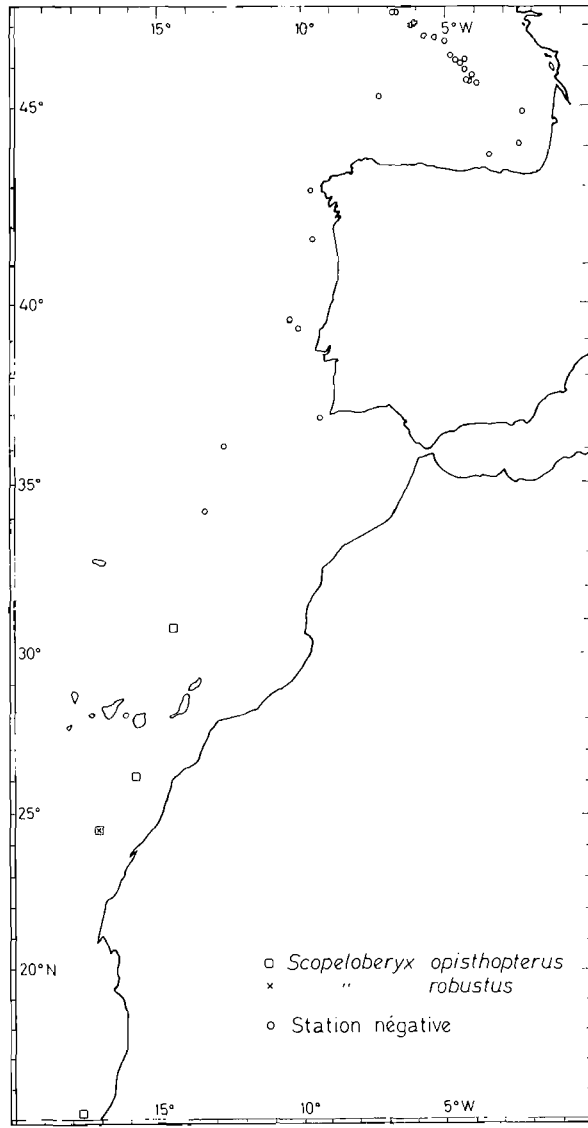 15° 10° 5°W
45°
40°
35°
30°
25°
20°N
□ Scopeloberyx opisthopterus
× " robustus
○ Station négative
15° 10° 5°W